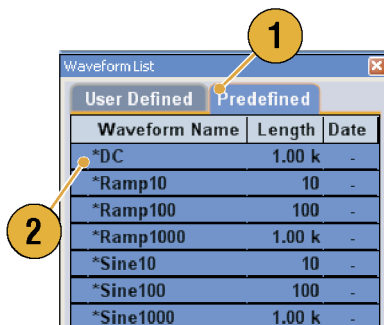 1
Waveform List
User Defined Predefined
Waveform Name Length Date
*DC 1.00 k -
*Ramp10 10 -
*Ramp100 100 -
*Ramp1000 1.00 k -
2
*Sine10 10 -
*Sine100 100 -
*Sine1000 1.00 k -